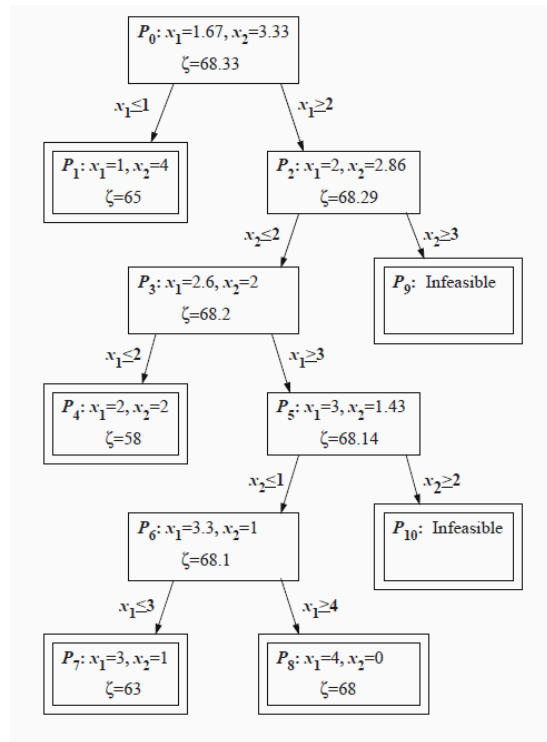 P0: x1=1.67, x2=3.33
ζ=68.33
x1≤1
x1≥2
P1: x1=1, x2=4
ζ=65
P2: x1=2, x2=2.86
ζ=68.29
x2≤2
x2≥3
P3: x1=2.6, x2=2
ζ=68.2
P9: Infeasible
x1≤2
x1≥3
P4: x1=2, x2=2
ζ=58
P5: x1=3, x2=1.43
ζ=68.14
x2≤1
x2≥2
P6: x1=3.3, x2=1
ζ=68.1
P10: Infeasible
x1≤3
x1≥4
P7: x1=3, x2=1
ζ=63
P8: x1=4, x2=0
ζ=68